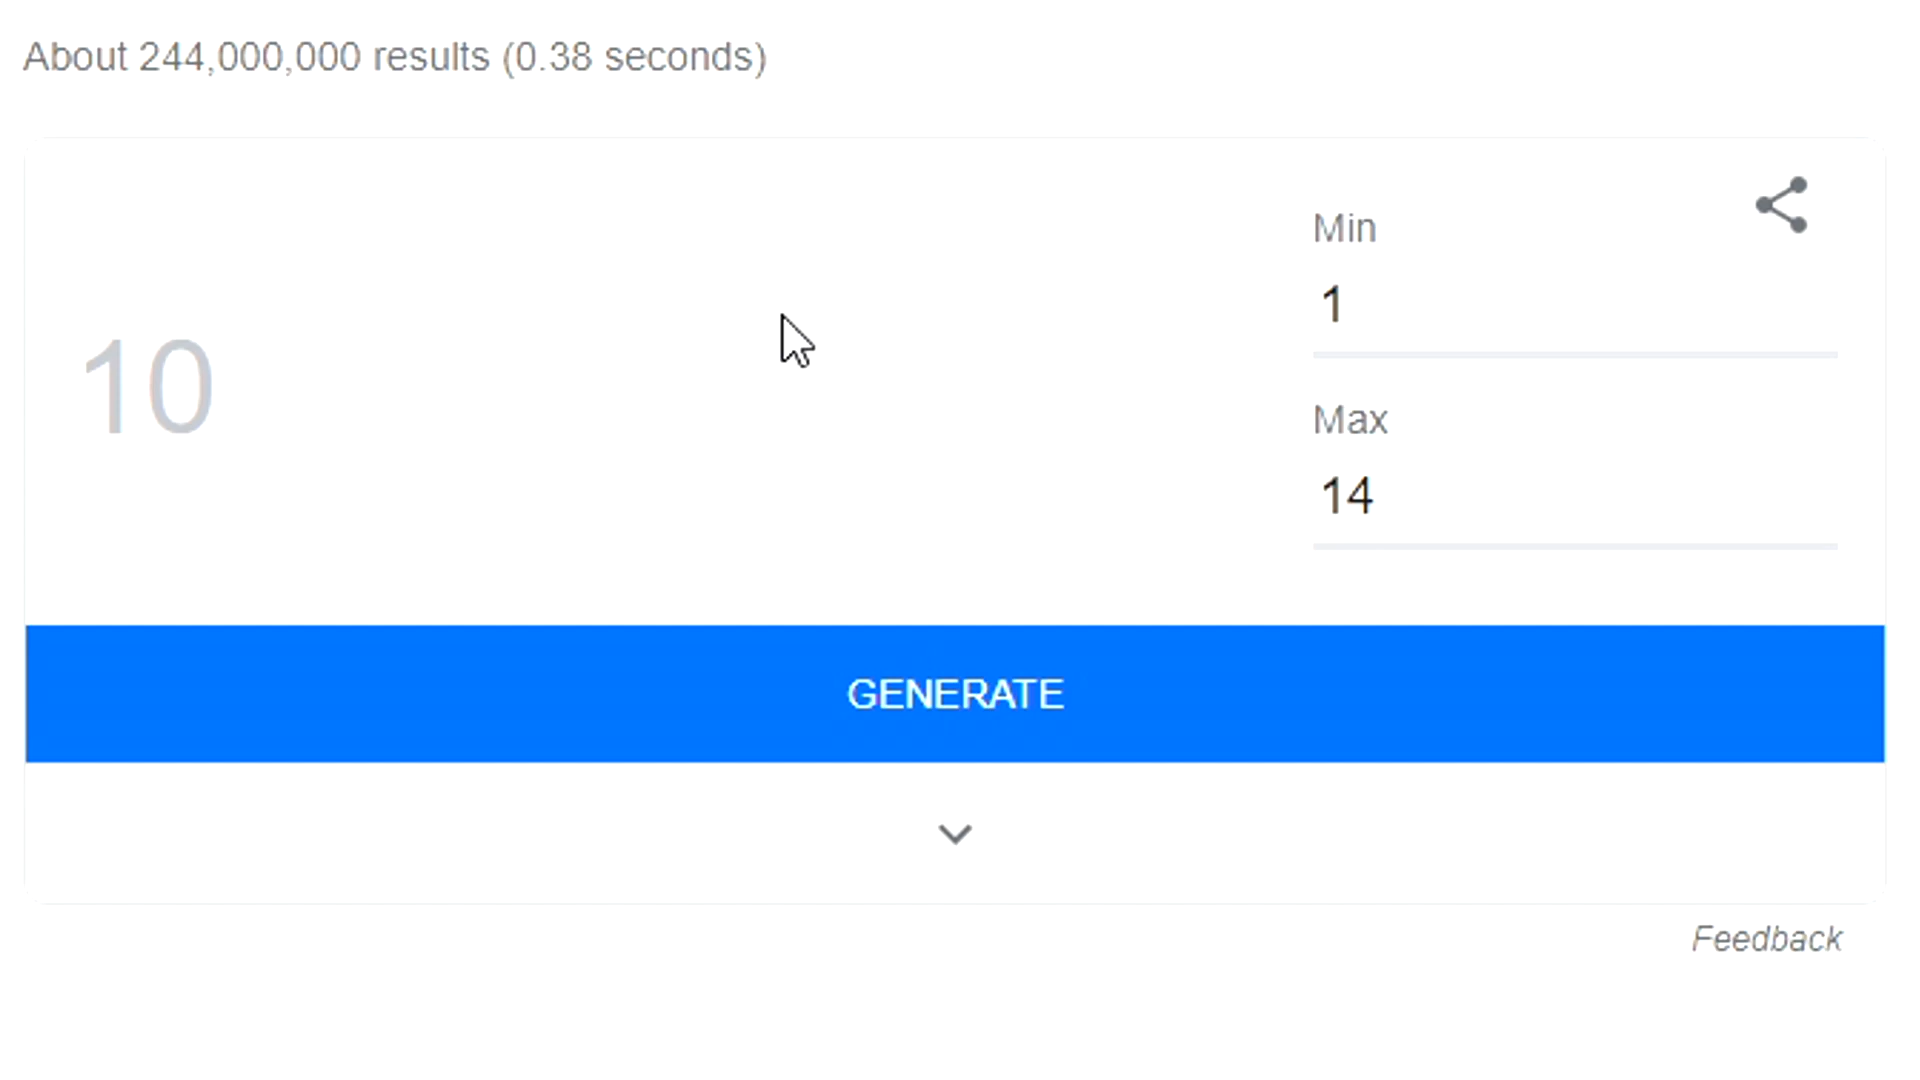 About 244,000,000 results (0.38 seconds)
10
Min
1
Max
14
GENERATE
Feedback